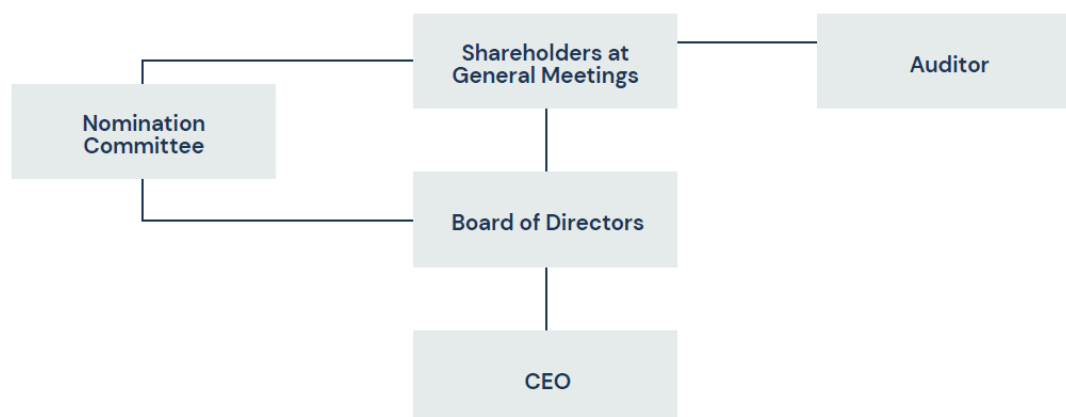 Shareholders at
General Meetings
Auditor
Nomination
Committee
Board of Directors
CEO